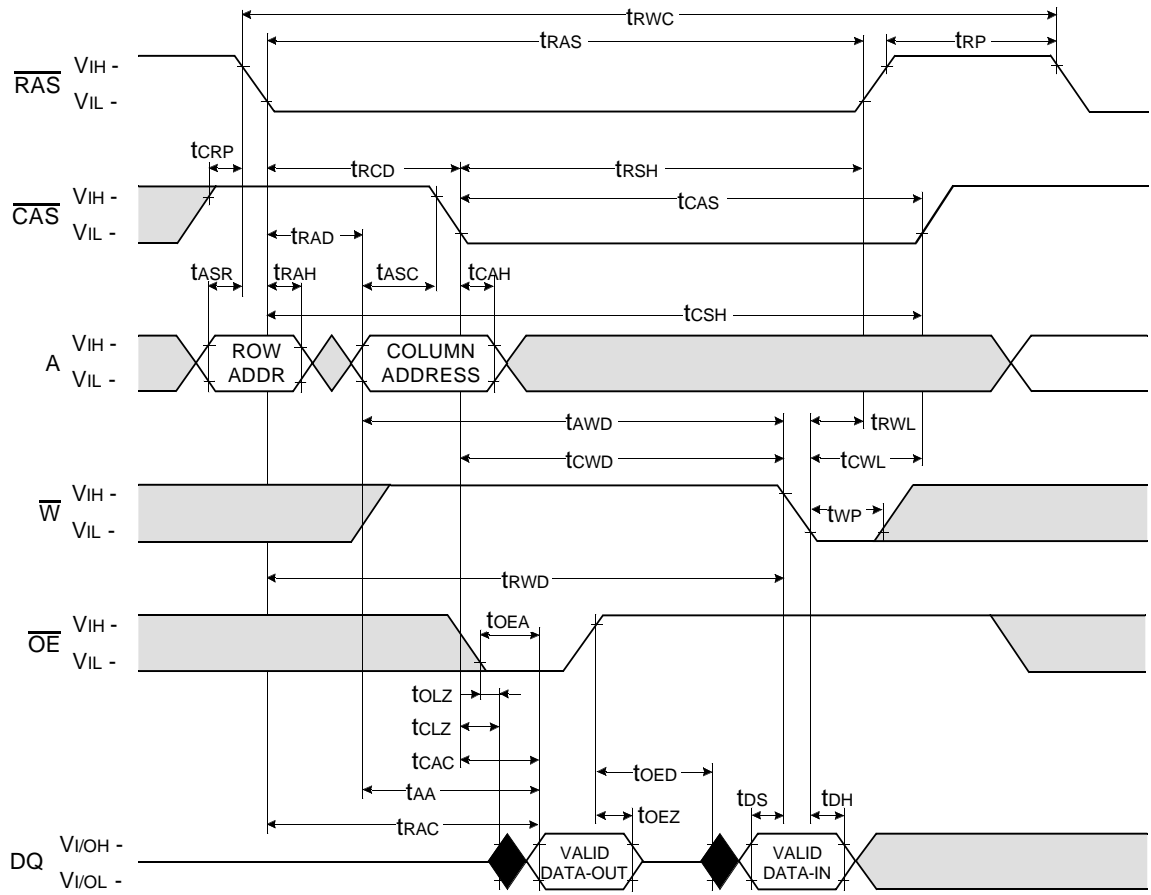 tRWC
tRAS
tRP
RAS
VIH -
VIL -
tCRP
tRCD
tRSH
CAS
VIH -
VIL -
tCAS
tRAD
tASR
tRAH
tASC
tCAH
tCSH
A
VIH -
VIL -
ROW
ADDR
COLUMN
ADDRESS
tAWD
tRWL
tCWD
tCWL
W
VIH -
VIL -
tWP
tRWD
OE
VIH -
VIL -
tOEA
tOLZ
tCLZ
tCAC
tOED
tAA
tOEZ
tDS
tDH
tRAC
DQ
VI/OH -
VI/OL -
VALID
DATA-OUT
VALID
DATA-IN